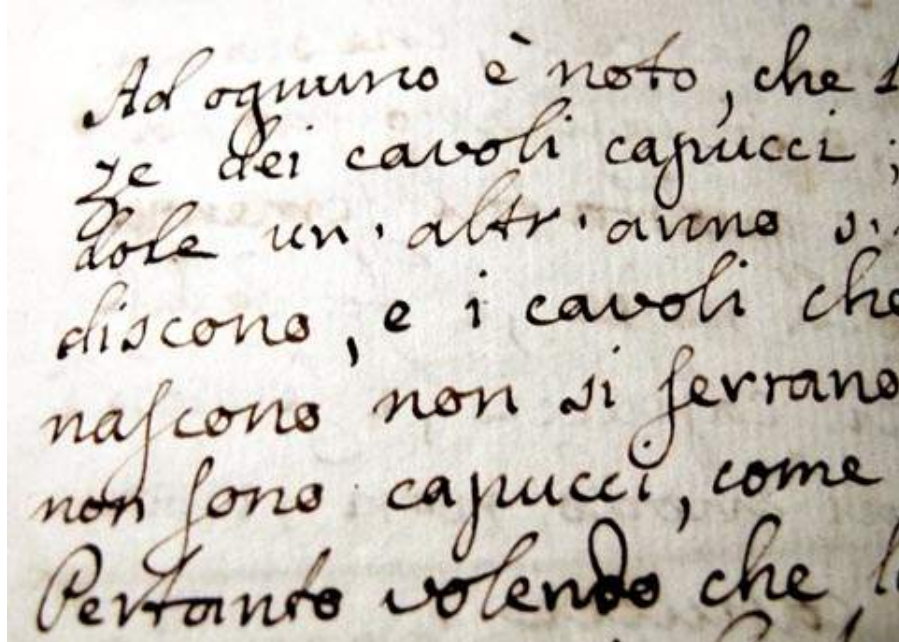 Ad ognuno è noto, che
ze dei cavoli capucci ;
dole un' altr' anno
discono, e i cavoli che
naſcono non si ſerrano
non ſono capucci, come
Pertanto volendo che